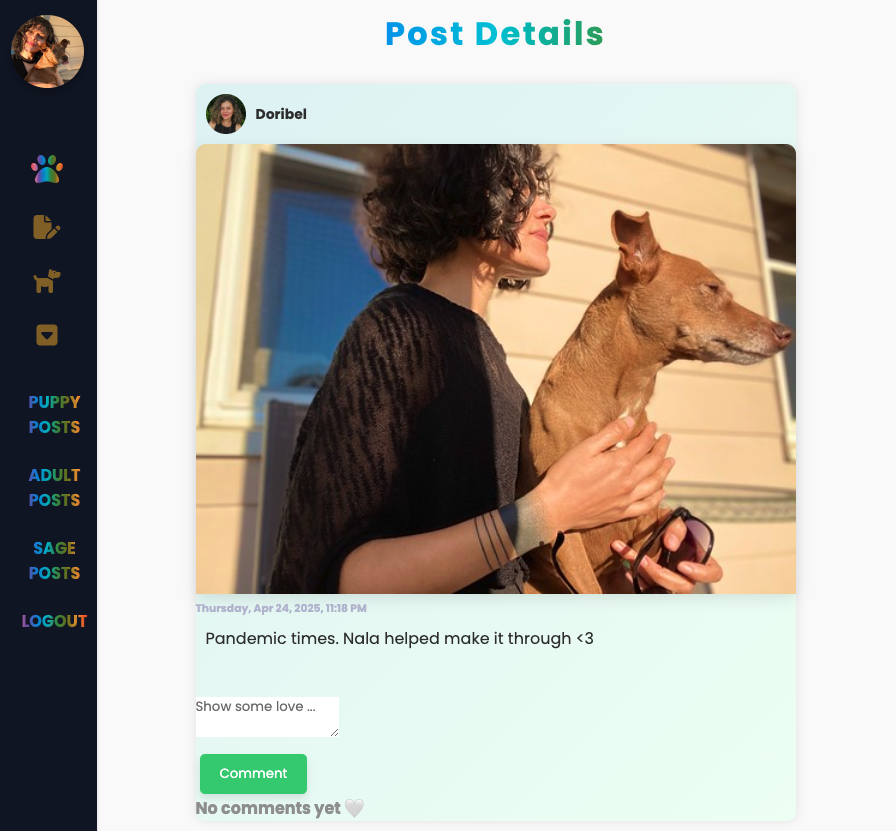 Post Details
Doribel
PUPPY
POSTS
ADULT
POSTS
SAGE
POSTS
LOGOUT
Thursday, Apr 24, 2025, 11:18 PM
Pandemic times. Nala helped make it through <3
Show some love ...
Comment
No comments yet 🤍